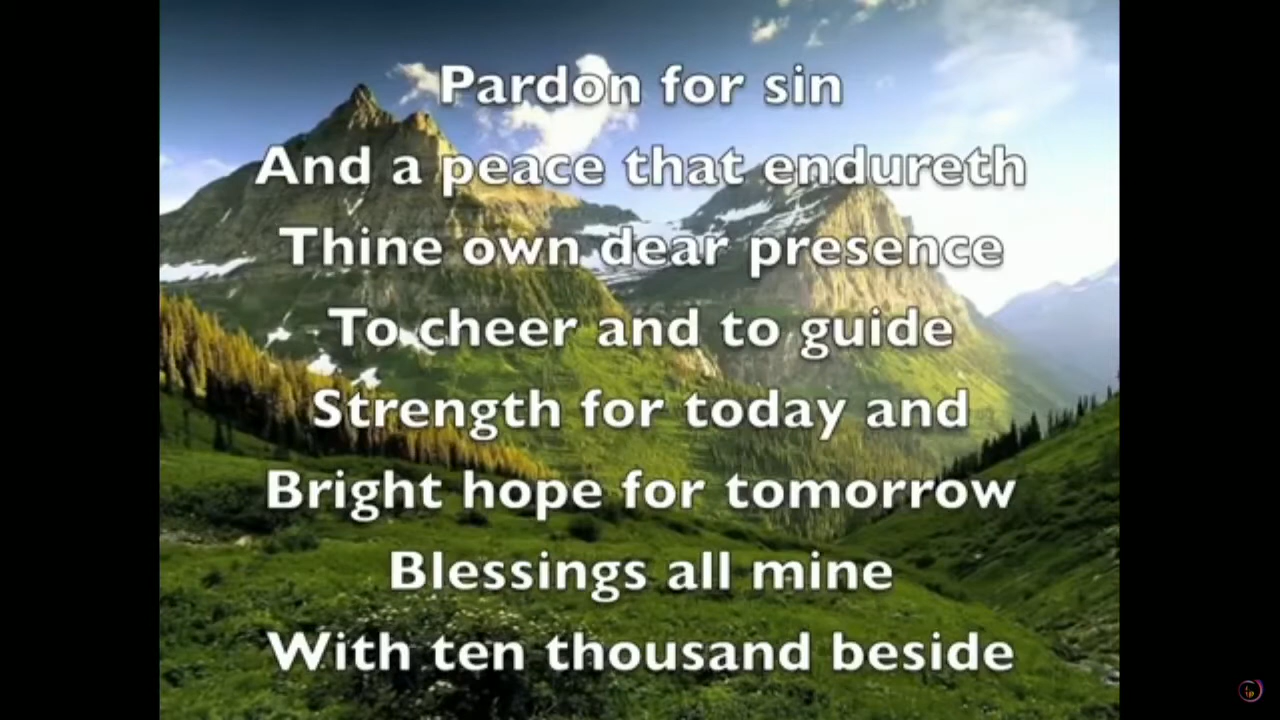 Pardon for sin
And a peace that endureth
Thine own dear presence
To cheer and to guide
Strength for today and
Bright hope for tomorrow
Blessings all mine
With ten thousand beside